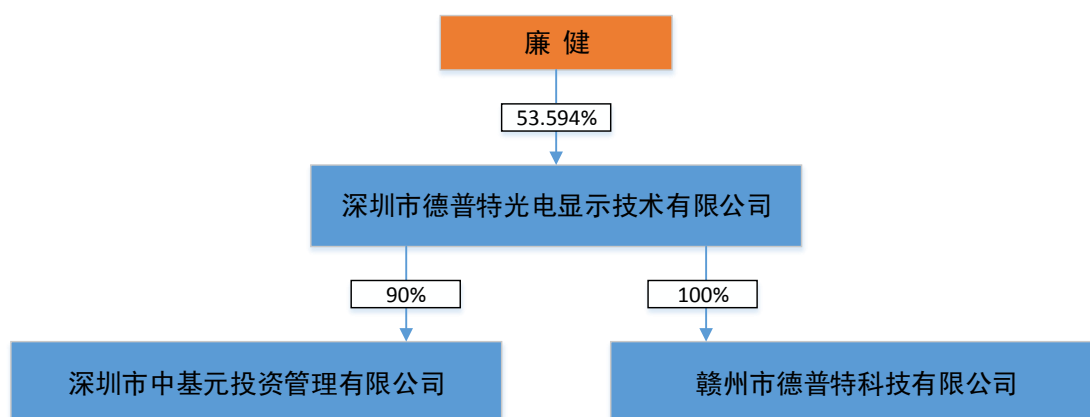 廉 健
53.594%
深圳市德普特光电显示技术有限公司
90%
100%
深圳市中基元投资管理有限公司
赣州市德普特科技有限公司